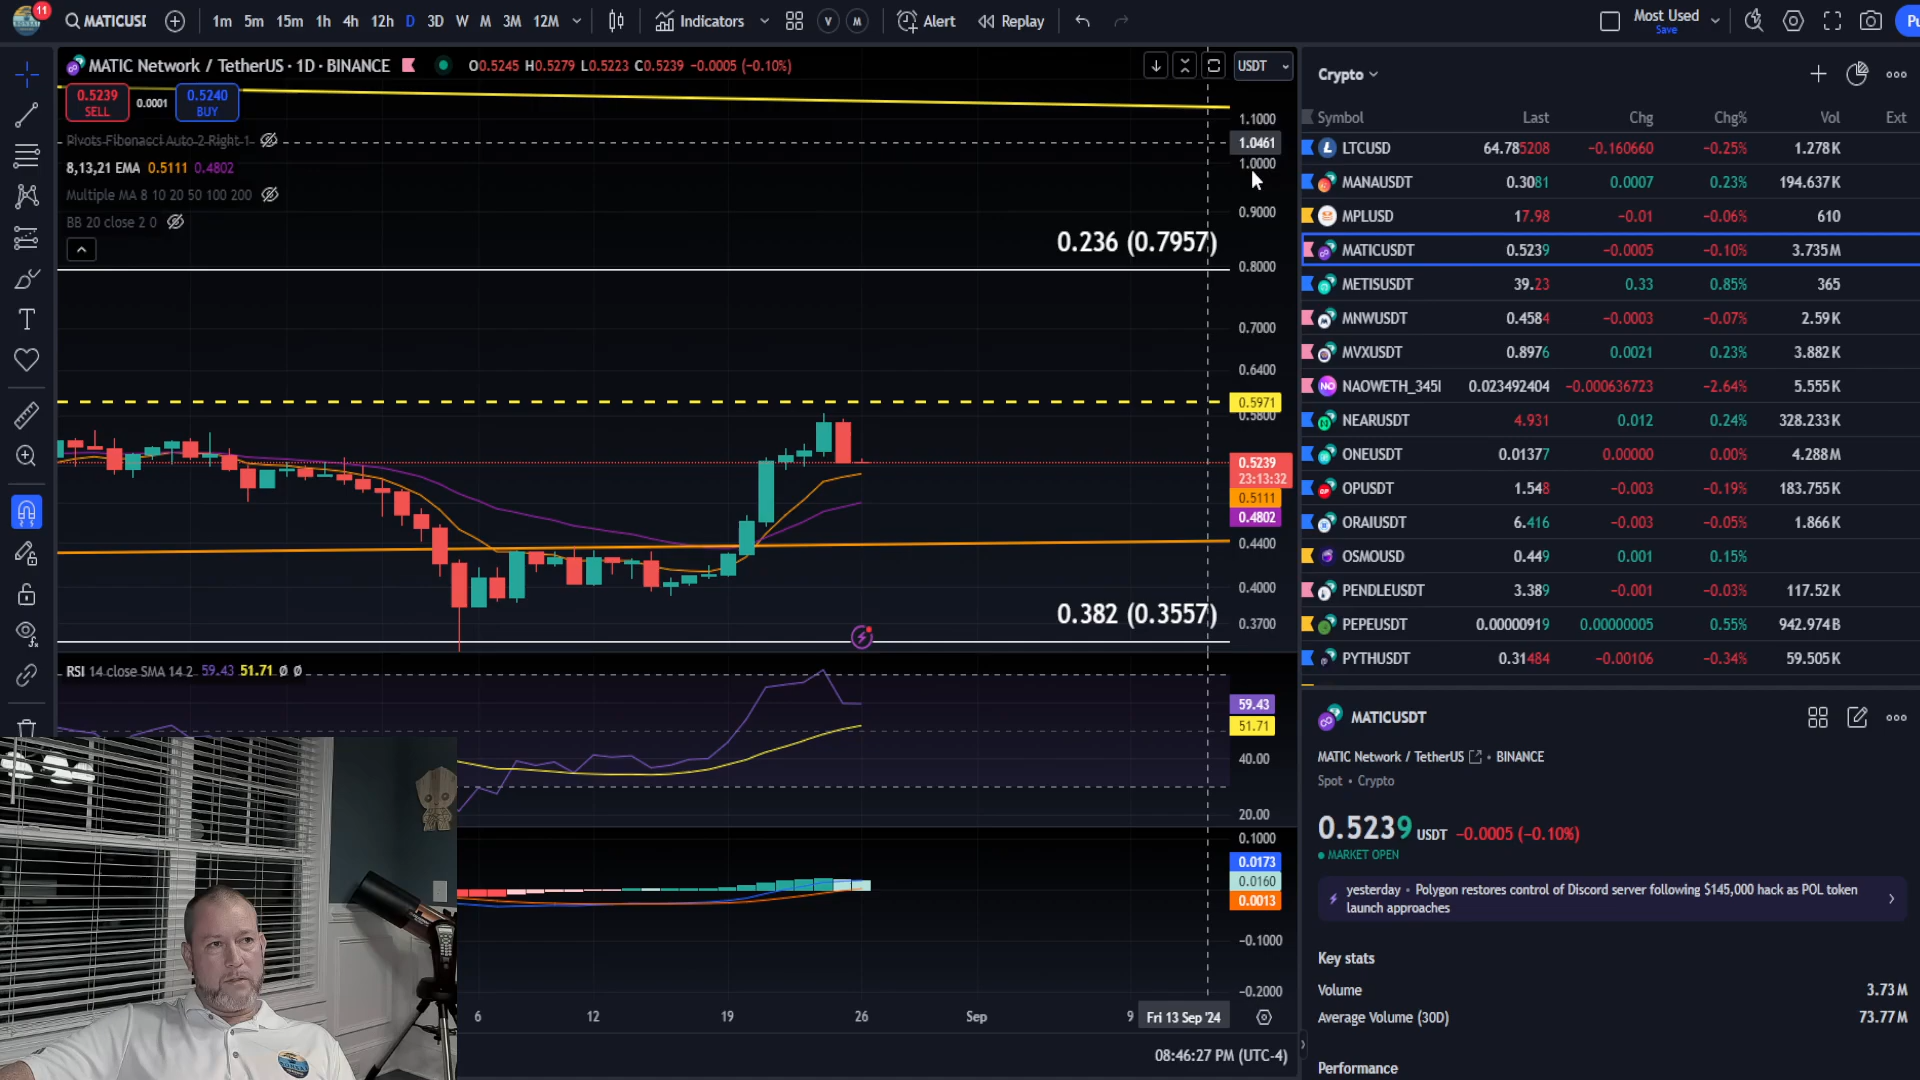 11
MATICUSD
1m 5m 15m 1h 4h 12h D 3D W M 3M 12M
Indicators
V M
Alert
Replay
Most Used
Save
Pu
MATIC Network / TetherUS · 1D · BINANCE
O0.5245 H0.5279 L0.5223 C0.5239 -0.0005 (-0.10%)
USDT
0.5239
SELL
0.0001
0.5240
BUY
Pivots Fibonacci Auto 2 Right 1
8,13,21 EMA 0.5111 0.4802
Multiple MA 8 10 20 50 100 200
BB 20 close 2 0
0.236 (0.7957)
0.382 (0.3557)
1.1000
1.0461
1.0000
0.9000
0.8000
0.7000
0.6400
0.5971
0.5800
0.5239
23:13:32
0.5111
0.4802
0.4400
0.4000
0.3700
RSI 14 close SMA 14 2 59.43 51.71 Ø Ø
59.43
51.71
40.00
20.00
0.1000
0.0173
0.0160
0.0013
-0.1000
-0.2000
6 12 19 26 Sep 9 Fri 13 Sep '24
08:46:27 PM (UTC-4)
Crypto
Symbol Last Chg Chg% Vol Ext
LTCUSD 64.785208 -0.160660 -0.25% 1.278K
MANAUSDT 0.3081 0.0007 0.23% 194.637K
MPLUSD 17.98 -0.01 -0.06% 610
MATICUSDT 0.5239 -0.0005 -0.10% 3.735M
METISUSDT 39.23 0.33 0.85% 365
MNWUSDT 0.4584 -0.0003 -0.07% 2.59K
MVXUSDT 0.8976 0.0021 0.23% 3.882K
NO NAOWETH_345 0.023492404 -0.000636723 -2.64% 5.555K
NEARUSDT 4.931 0.012 0.24% 328.233K
ONEUSDT 0.01377 0.00000 0.00% 4.288M
OP OPUSDT 1.548 -0.003 -0.19% 183.755K
ORAIUSDT 6.416 -0.003 -0.05% 1.866K
OSMOUSD 0.449 0.001 0.15%
PENDLEUSDT 3.389 -0.001 -0.03% 117.52K
PEPEUSDT 0.00000919 0.00000005 0.55% 942.974B
PYTHUSDT 0.31484 -0.00106 -0.34% 59.505K
MATICUSDT
MATIC Network / TetherUS • BINANCE
Spot • Crypto
0.5239 USDT -0.0005 (-0.10%)
MARKET OPEN
yesterday • Polygon restores control of Discord server following $145,000 hack as POL token
launch approaches
Key stats
Volume 3.73M
Average Volume (30D) 73.77M
Performance